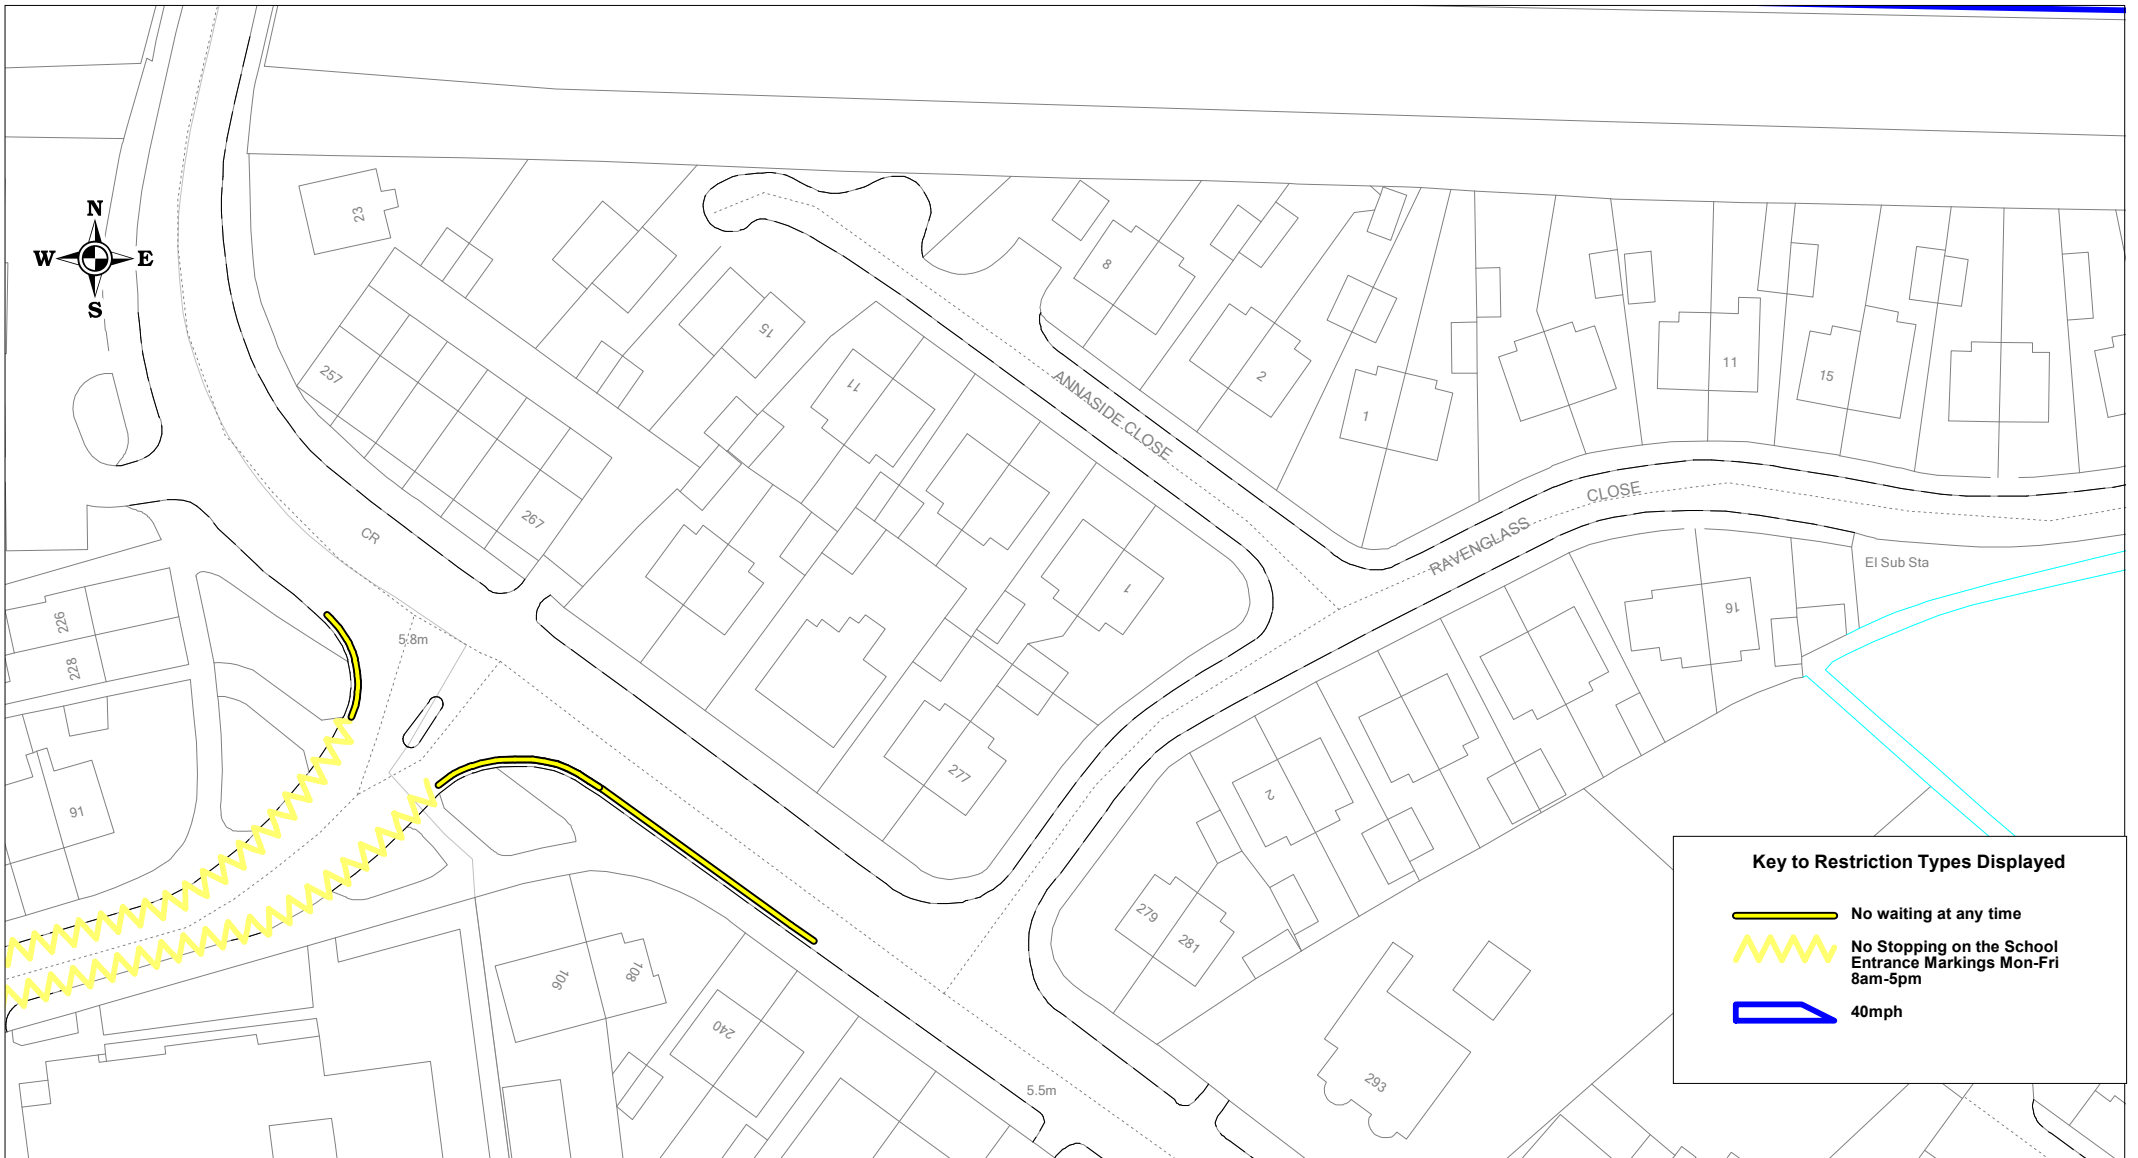 N
W E
S
23
15
257
267
11
8
2
1
11
15
ANNASIDE CLOSE
CLOSE
RAVENGLASS
El Sub Sta
CR
5.8m
226
228
91
1
16
277
2
279
281
106
108
240
293
5.5m
Key to Restriction Types Displayed
No waiting at any time
No Stopping on the School
Entrance Markings Mon-Fri
8am-5pm
40mph